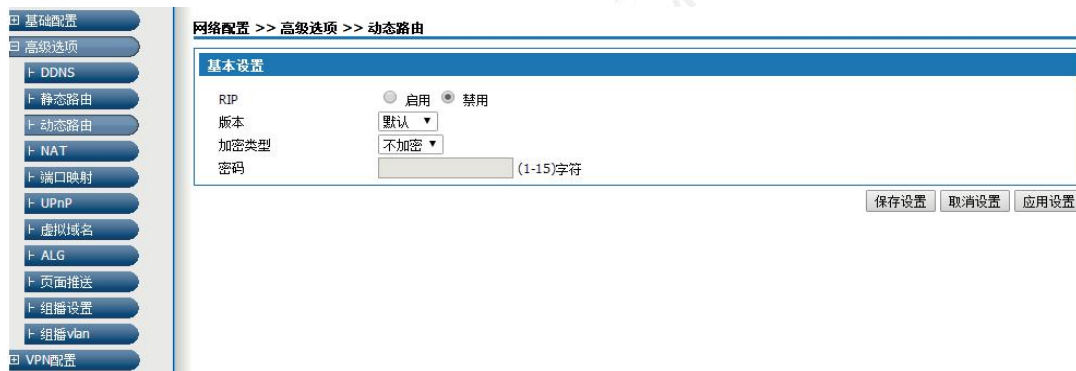 基础配置
高级选项
DDNS
静态路由
动态路由
NAT
端口映射
UPnP
虚拟域名
ALG
页面推送
组播设置
组播vlan
VPN配置
网络配置 >> 高级选项 >> 动态路由
基本设置
RIP 启用 禁用
版本 默认
加密类型 不加密
密码 (1-15)字符
保存设置 取消设置 应用设置